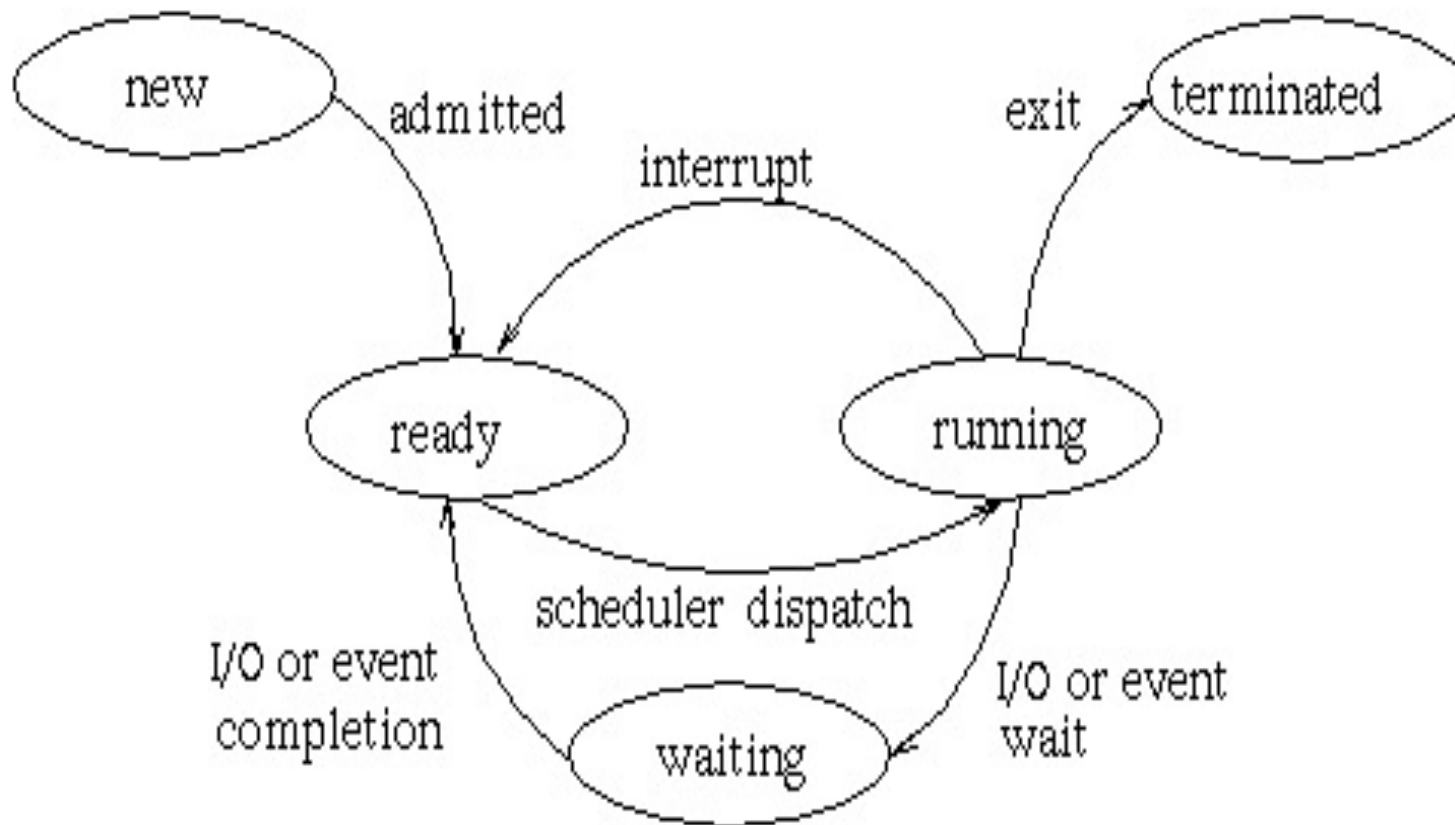 new
terminated
admitted
exit
interrupt
ready
running
scheduler dispatch
I/O or event
completion
I/O or event
wait
waiting